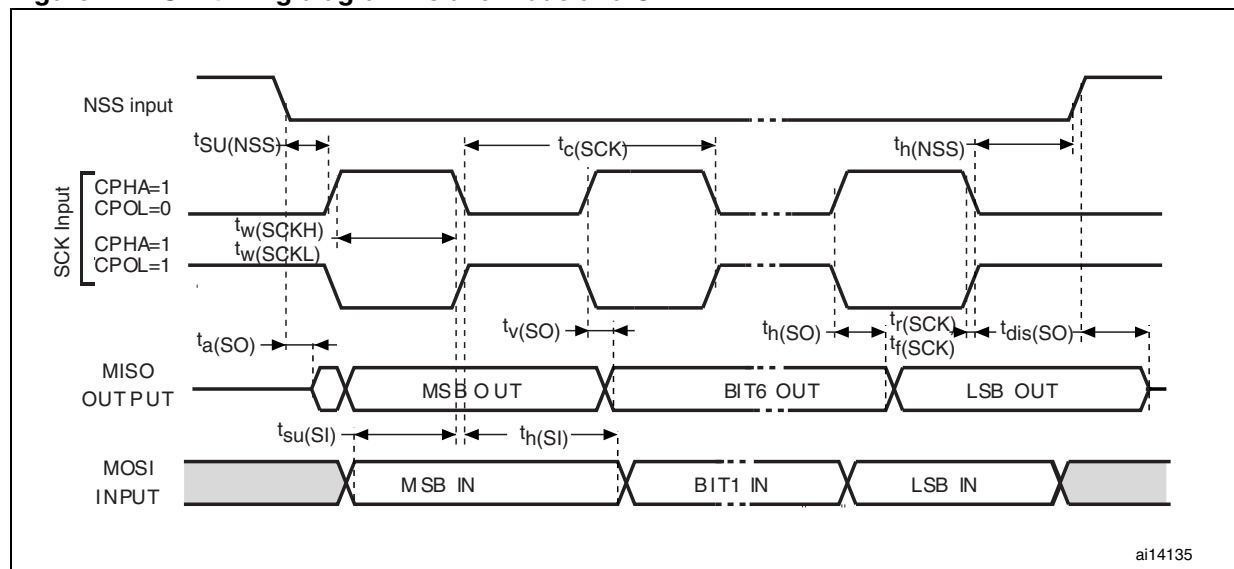 NSS input
tSU(NSS)
tc(SCK)
th(NSS)
SCK Input
CPHA=1
CPOL=0
tw(SCKH)
tw(SCKL)
CPHA=1
CPOL=1
ta(SO)
tv(SO)
th(SO)
tr(SCK)
tf(SCK)
tdis(SO)
MISO
OUTPUT
MSB OUT
BIT6 OUT
LSB OUT
tsu(SI)
th(SI)
MOSI
INPUT
MSB IN
BIT1 IN
LSB IN
ai14135